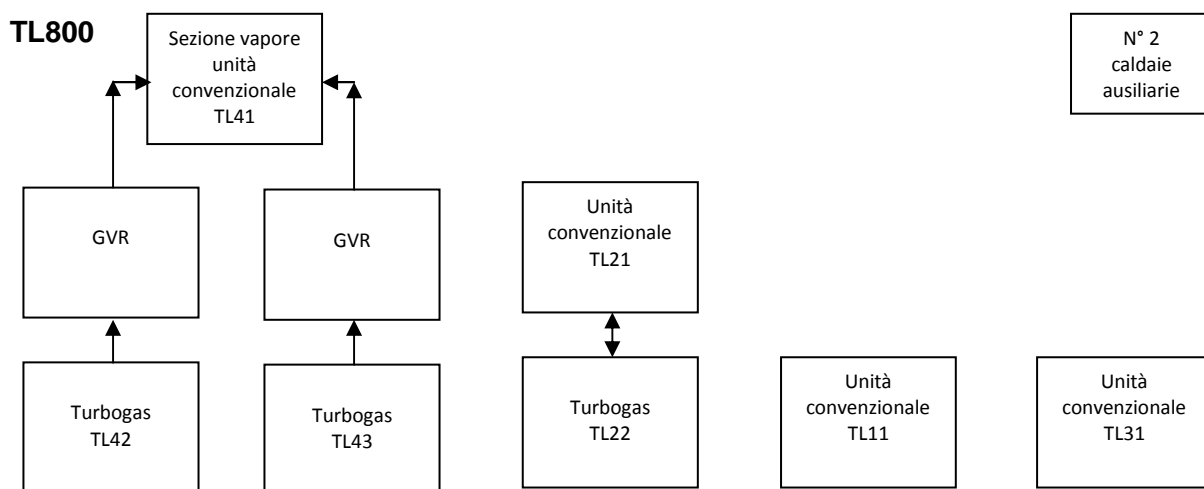 TL800
Sezione vapore
unità
convenzionale
TL41
N° 2
caldaie
ausiliarie
GVR
GVR
Unità
convenzionale
TL21
Turbogas
TL42
Turbogas
TL43
Turbogas
TL22
Unità
convenzionale
TL11
Unità
convenzionale
TL31